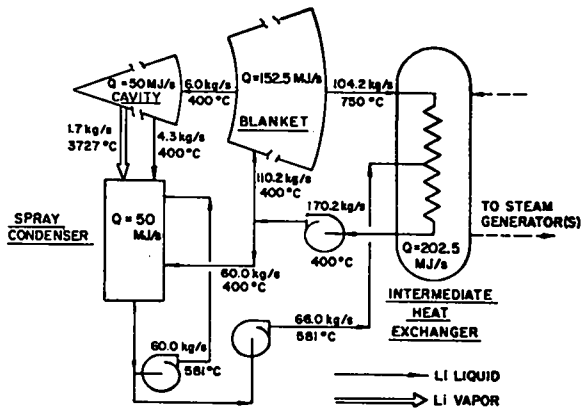 Q = 50 MJ/s
CAVITY
6.0 kg/s
400 °C
Q = 152.5 MJ/s
BLANKET
104.2 kg/s
750 °C
1.7 kg/s
3727 °C
4.3 kg/s
400 °C
110.2 kg/s
400 °C
SPRAY
CONDENSER
Q = 50
MJ/s
170.2 kg/s
400 °C
TO STEAM
GENERATOR(S)
Q = 202.5
MJ/s
60.0 kg/s
400 °C
INTERMEDIATE
HEAT
EXCHANGER
66.0 kg/s
581 °C
60.0 kg/s
581 °C
Li LIQUID
Li VAPOR